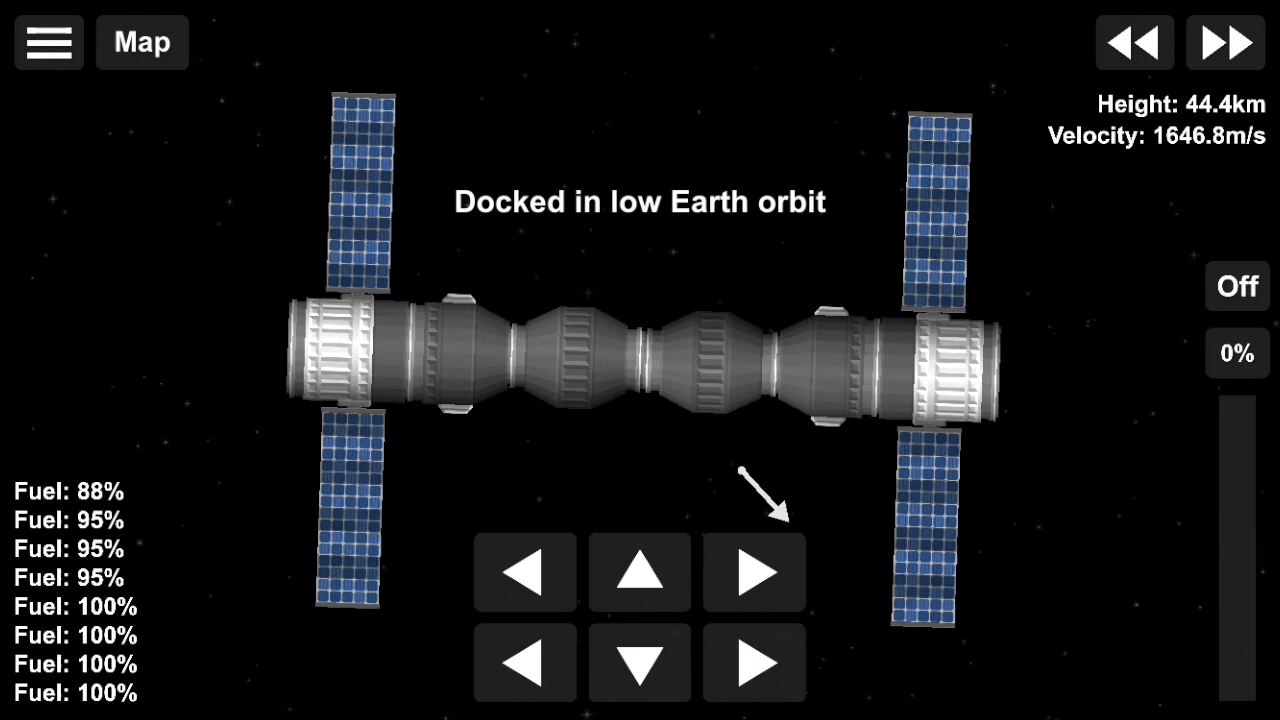 Map
Height: 44.4km
Velocity: 1646.8m/s
Docked in low Earth orbit
Off
0%
Fuel: 88%
Fuel: 95%
Fuel: 95%
Fuel: 95%
Fuel: 100%
Fuel: 100%
Fuel: 100%
Fuel: 100%